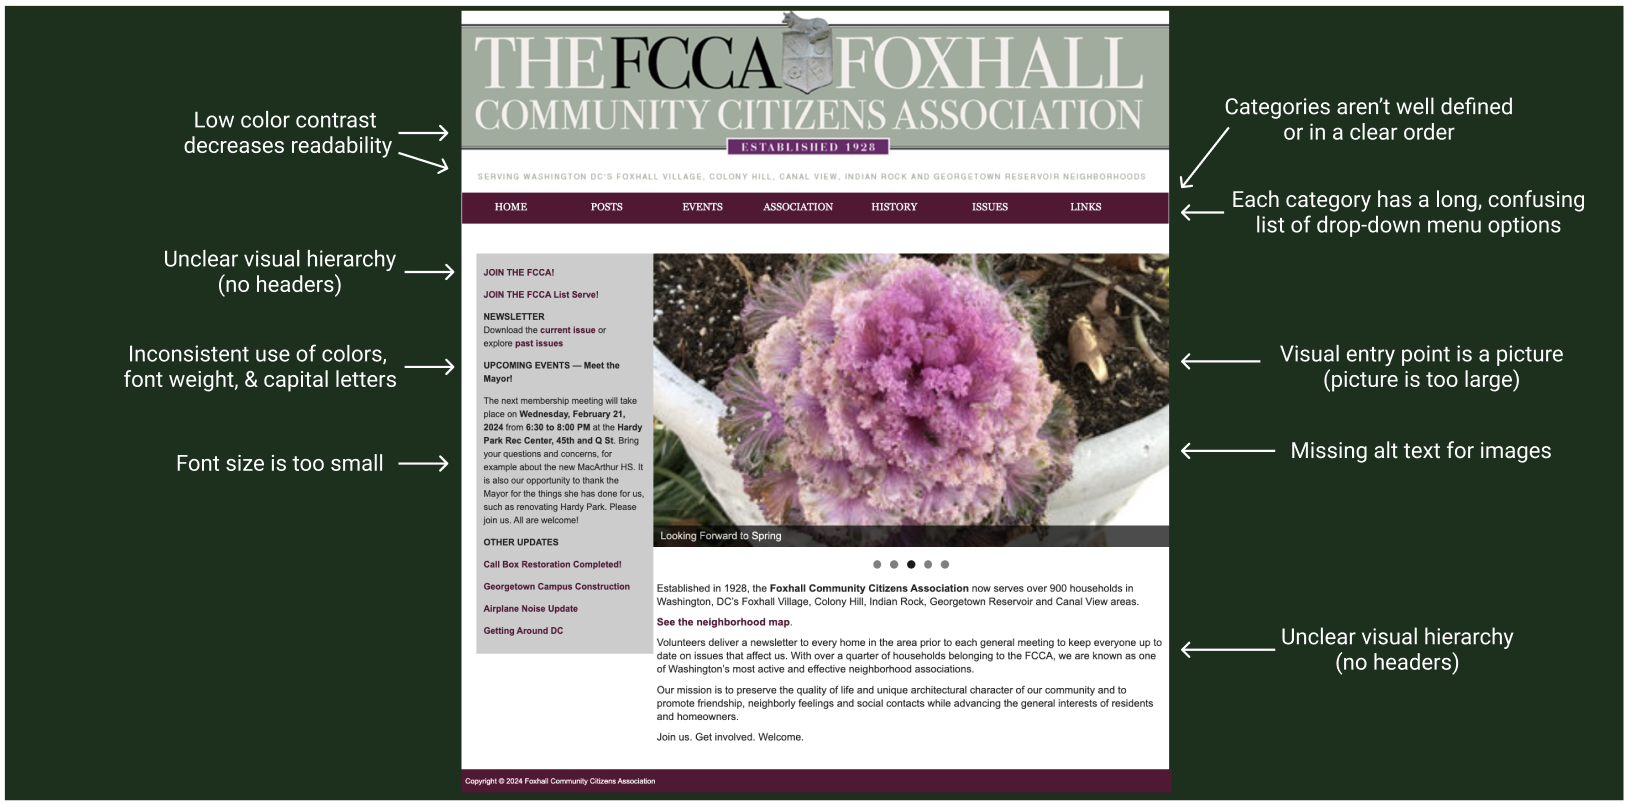 THE FCCA FOXHALL
COMMUNITY CITIZENS ASSOCIATION
ESTABLISHED 1928
SERVING WASHINGTON DC'S FOXHALL VILLAGE, COLONY HILL, CANAL VIEW, INDIAN ROCK AND GEORGETOWN RESERVOIR NEIGHBORHOODS
HOME POSTS EVENTS ASSOCIATION HISTORY ISSUES LINKS
Low color contrast
decreases readability
Unclear visual hierarchy
(no headers)
Inconsistent use of colors,
font weight, & capital letters
Font size is too small
JOIN THE FCCA!
JOIN THE FCCA List Serve!
NEWSLETTER
Download the current issue or
explore past issues
UPCOMING EVENTS — Meet the
Mayor!
The next membership meeting will take
place on Wednesday, February 21,
2024 from 6:30 to 8:00 PM at the Hardy
Park Rec Center, 45th and Q St. Bring
your questions and concerns, for
example about the new MacArthur HS. It
is also our opportunity to thank the
Mayor for the things she has done for us,
such as renovating Hardy Park. Please
join us. All are welcome!
OTHER UPDATES
Call Box Restoration Completed!
Georgetown Campus Construction
Airplane Noise Update
Getting Around DC
Looking Forward to Spring
Established in 1928, the Foxhall Community Citizens Association now serves over 900 households in
Washington, DC's Foxhall Village, Colony Hill, Indian Rock, Georgetown Reservoir and Canal View areas.
See the neighborhood map.
Volunteers deliver a newsletter to every home in the area prior to each general meeting to keep everyone up to
date on issues that affect us. With over a quarter of households belonging to the FCCA, we are known as one
of Washington's most active and effective neighborhood associations.
Our mission is to preserve the quality of life and unique architectural character of our community and to
promote friendship, neighborly feelings and social contacts while advancing the general interests of residents
and homeowners.
Join us. Get involved. Welcome.
Copyright © 2024 Foxhall Community Citizens Association
Categories aren't well defined
or in a clear order
Each category has a long, confusing
list of drop-down menu options
Visual entry point is a picture
(picture is too large)
Missing alt text for images
Unclear visual hierarchy
(no headers)